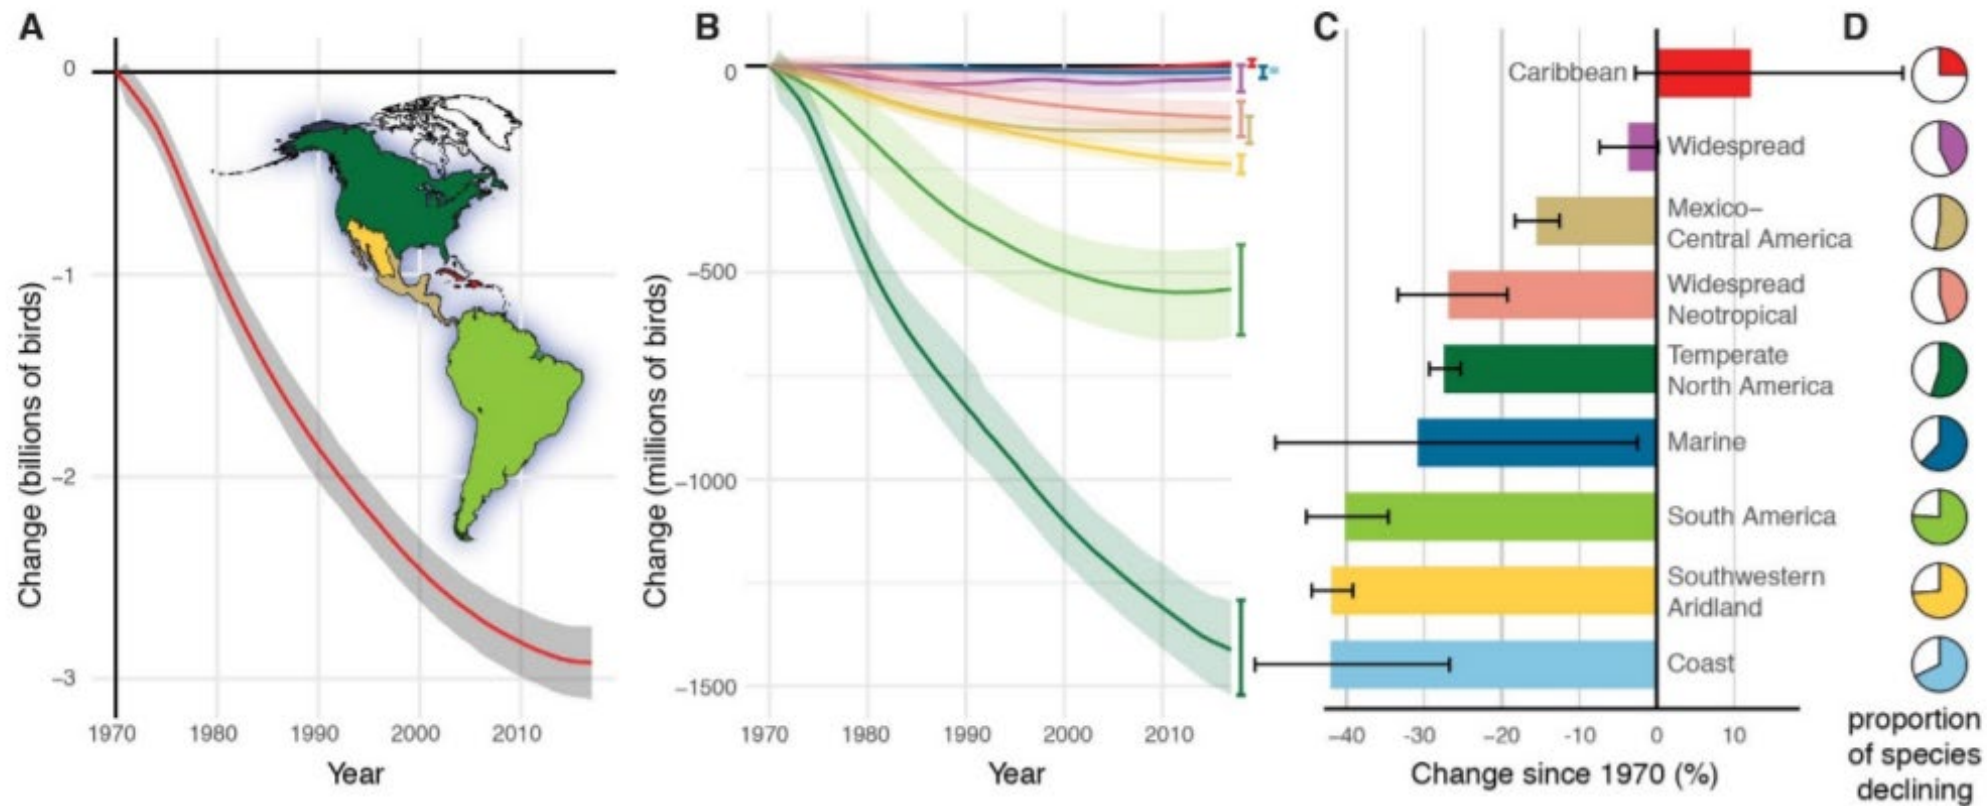 A
Change (billions of birds)
0
−1
−2
−3
1970 1980 1990 2000 2010
Year
B
Change (millions of birds)
0
−500
−1000
−1500
1970 1980 1990 2000 2010
Year
C
Caribbean
Widespread
Mexico–
Central America
Widespread
Neotropical
Temperate
North America
Marine
South America
Southwestern
Aridland
Coast
−40 -30 −20 -10 0 10
Change since 1970 (%)
D
proportion
of species
declining